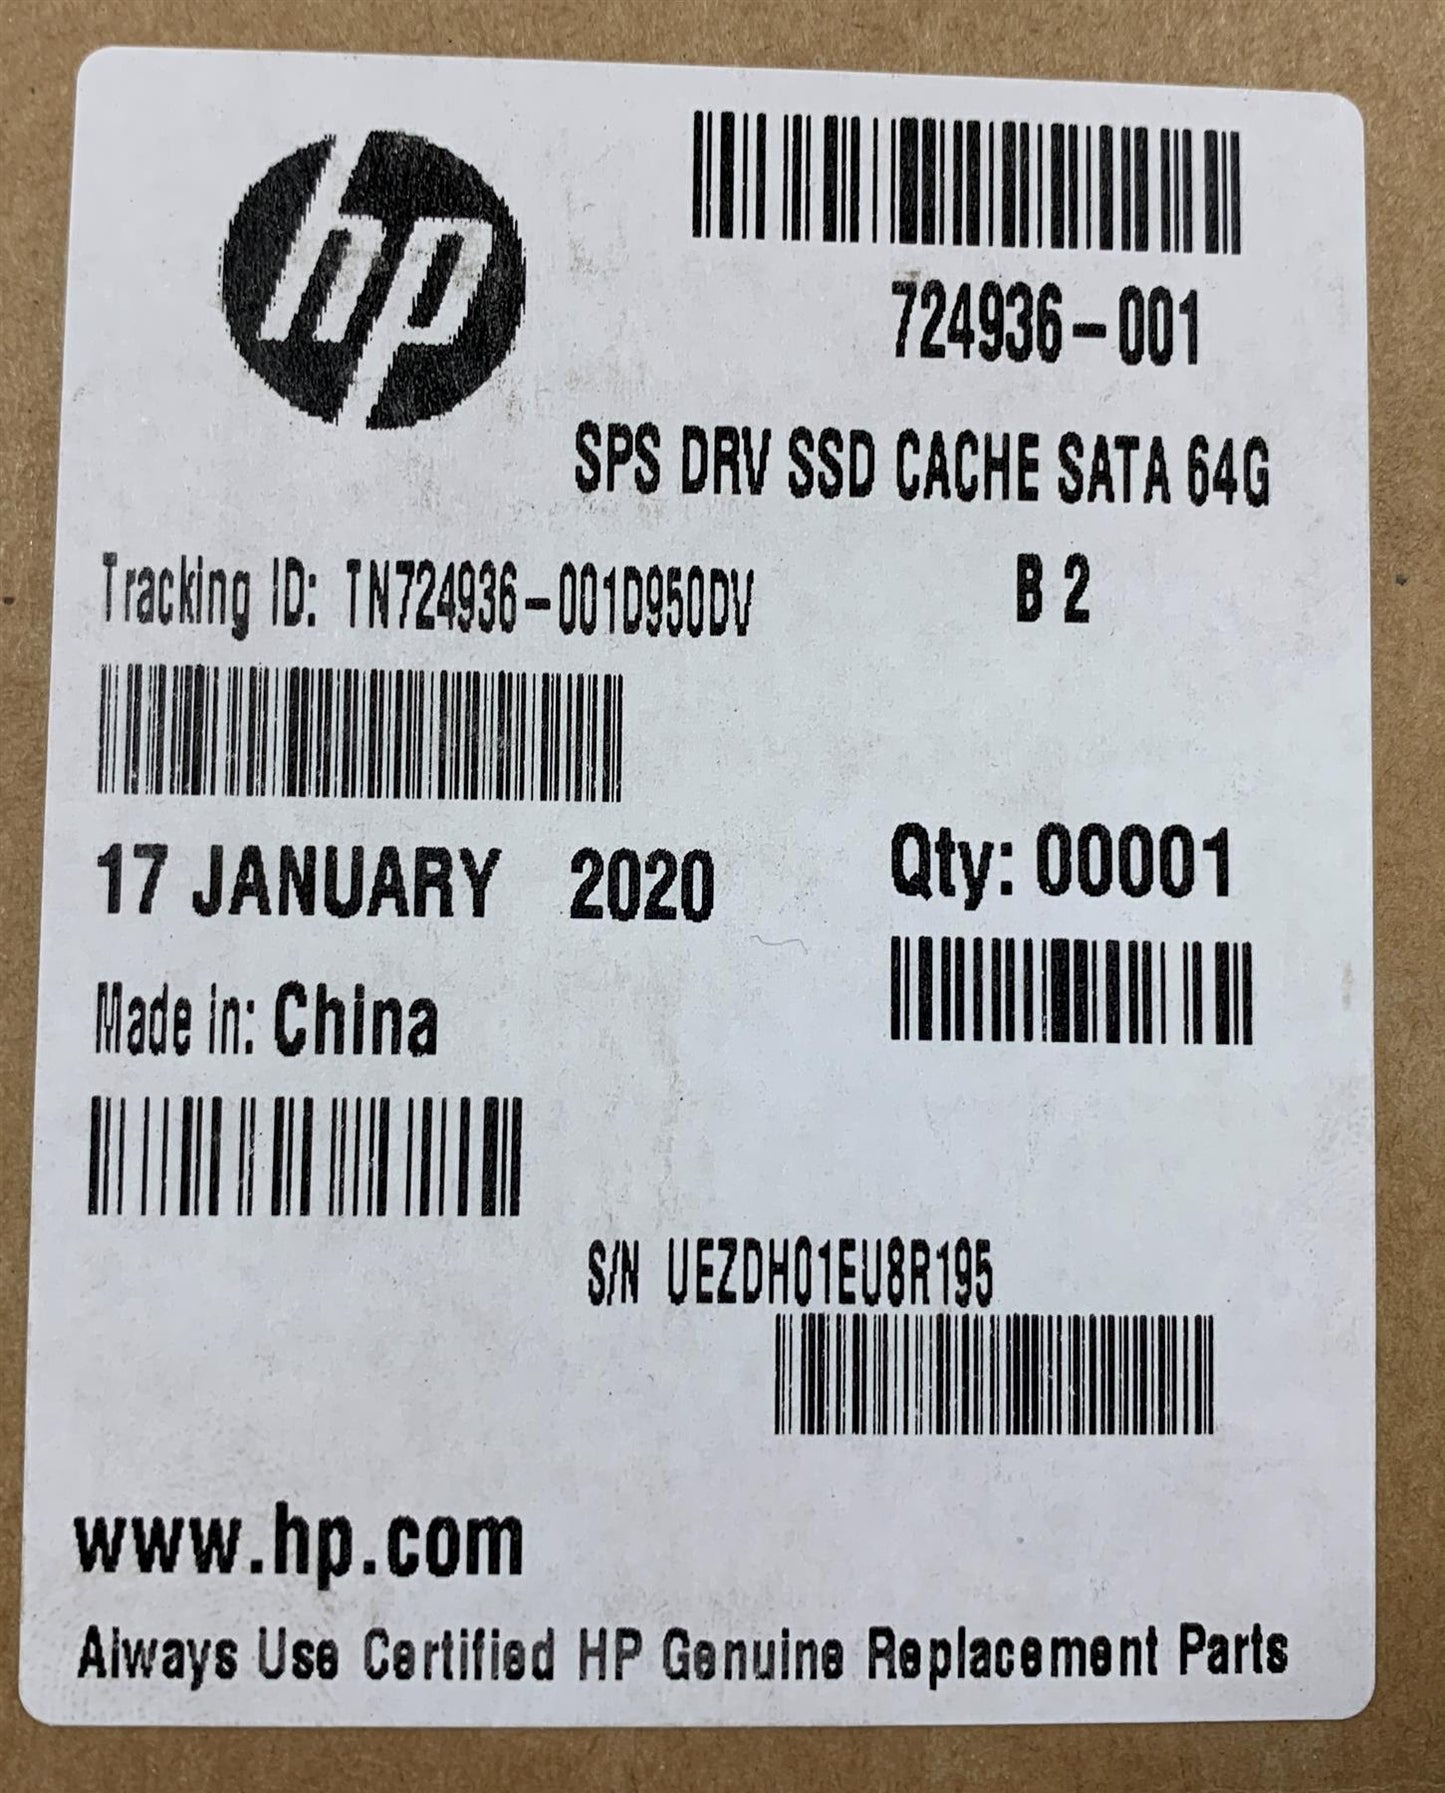 hp
724936-001
SPS DRV SSD CACHE SATA 64G
B 2
Tracking ID: TN724936-001D950DV
17 JANUARY 2020
Qty: 00001
Made in: China
S/N UEZDH01EU8R195
www.hp.com
Always Use Certified HP Genuine Replacement Parts